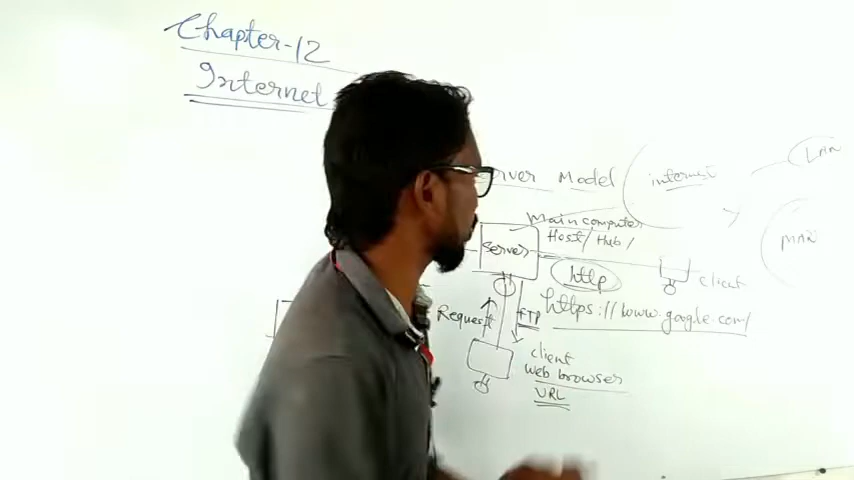 Chapter-12
Internet
Server Model
internet
LAN
Main computer
Host/Hub/
Server
MAN
http
client
https://www.google.com/
Request
FTP
client
web browser
URL